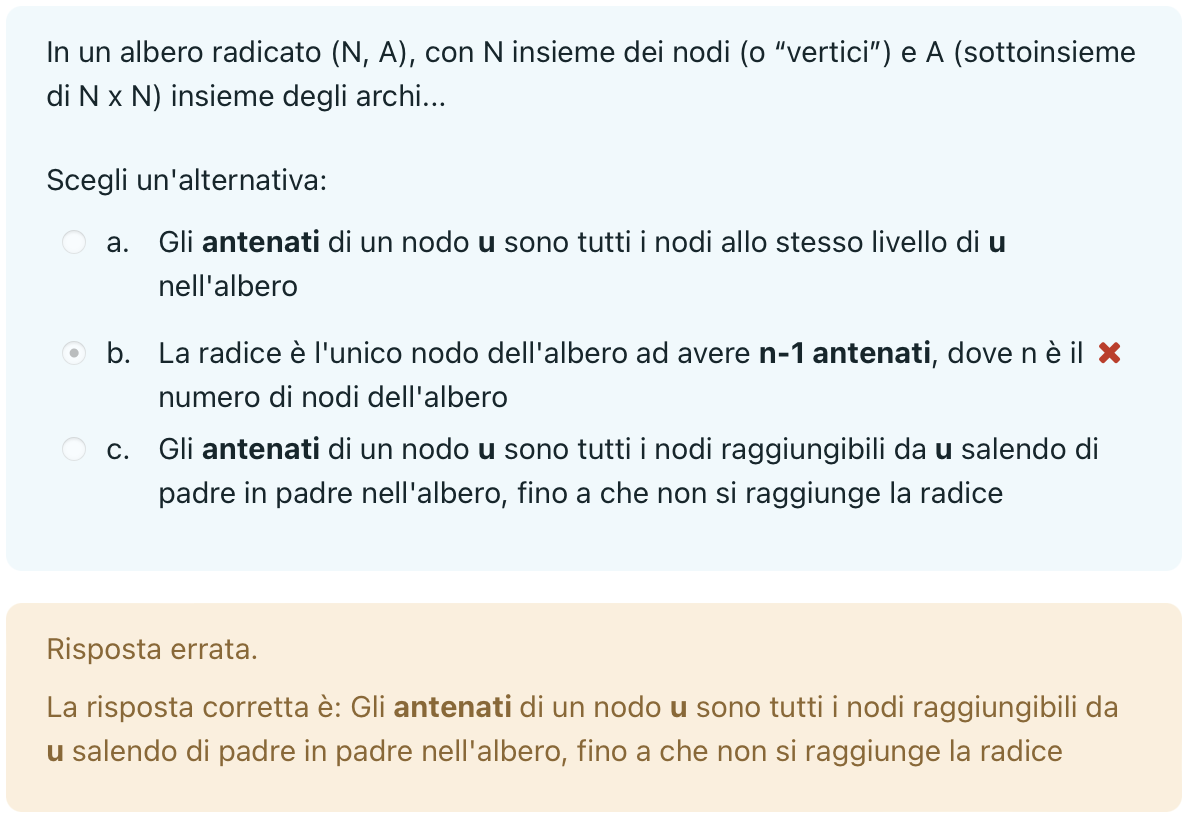 In un albero radicato (N, A), con N insieme dei nodi (o “vertici”) e A (sottoinsieme
di N x N) insieme degli archi...
Scegli un'alternativa:
a. Gli antenati di un nodo u sono tutti i nodi allo stesso livello di u
nell'albero
b. La radice è l'unico nodo dell'albero ad avere n-1 antenati, dove n è il
numero di nodi dell'albero
c. Gli antenati di un nodo u sono tutti i nodi raggiungibili da u salendo di
padre in padre nell'albero, fino a che non si raggiunge la radice
Risposta errata.
La risposta corretta è: Gli antenati di un nodo u sono tutti i nodi raggiungibili da
u salendo di padre in padre nell'albero, fino a che non si raggiunge la radice